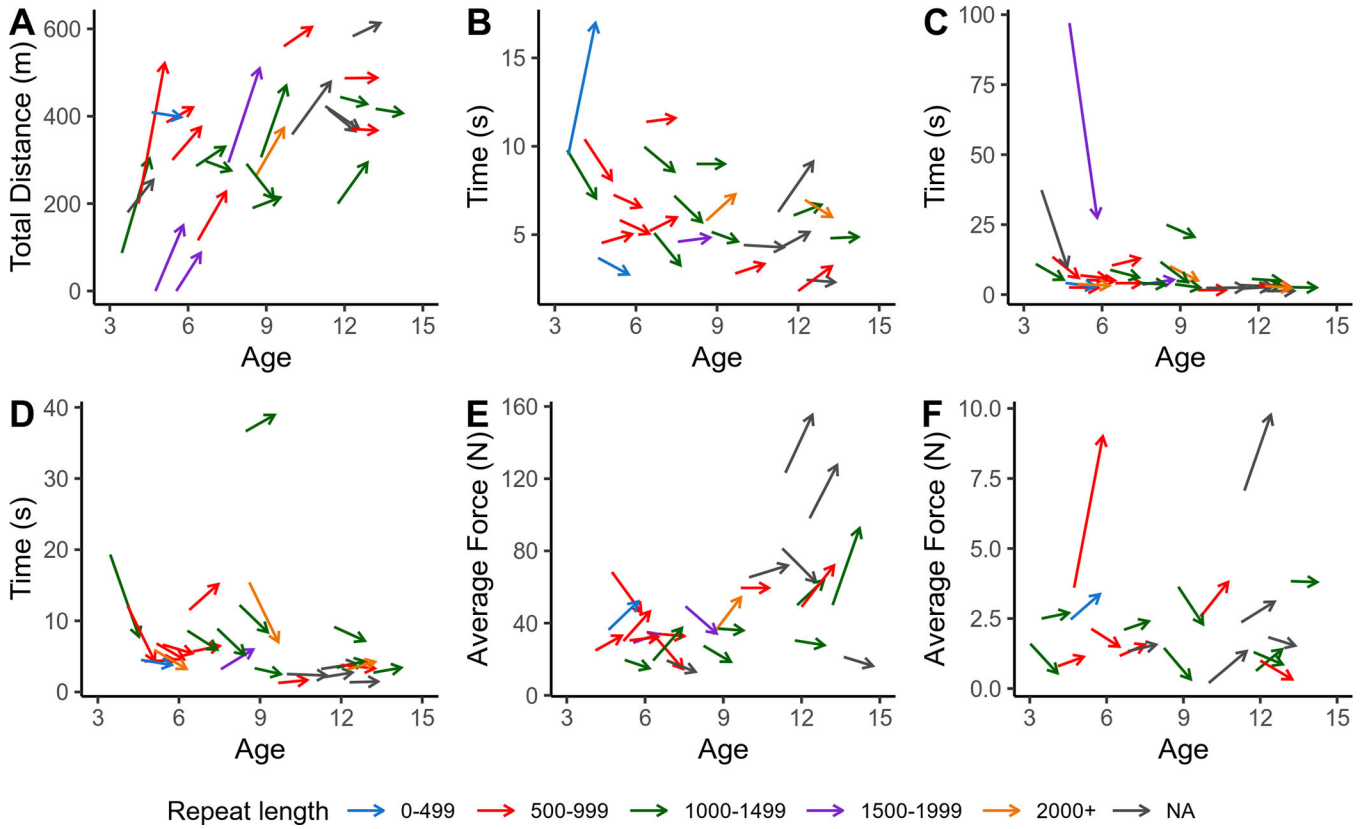 A
Total Distance (m)
600
400
200
0
3 6 9 12 15
Age
B
Time (s)
15
10
5
3 6 9 12 15
Age
C
Time (s)
100
75
50
25
0
3 6 9 12 15
Age
D
Time (s)
40
30
20
10
0
3 6 9 12 15
Age
E
Average Force (N)
160
120
80
40
0
3 6 9 12 15
Age
F
Average Force (N)
10.0
7.5
5.0
2.5
0.0
3 6 9 12 15
Age
Repeat length 0-499 500-999 1000-1499 1500-1999 2000+ NA